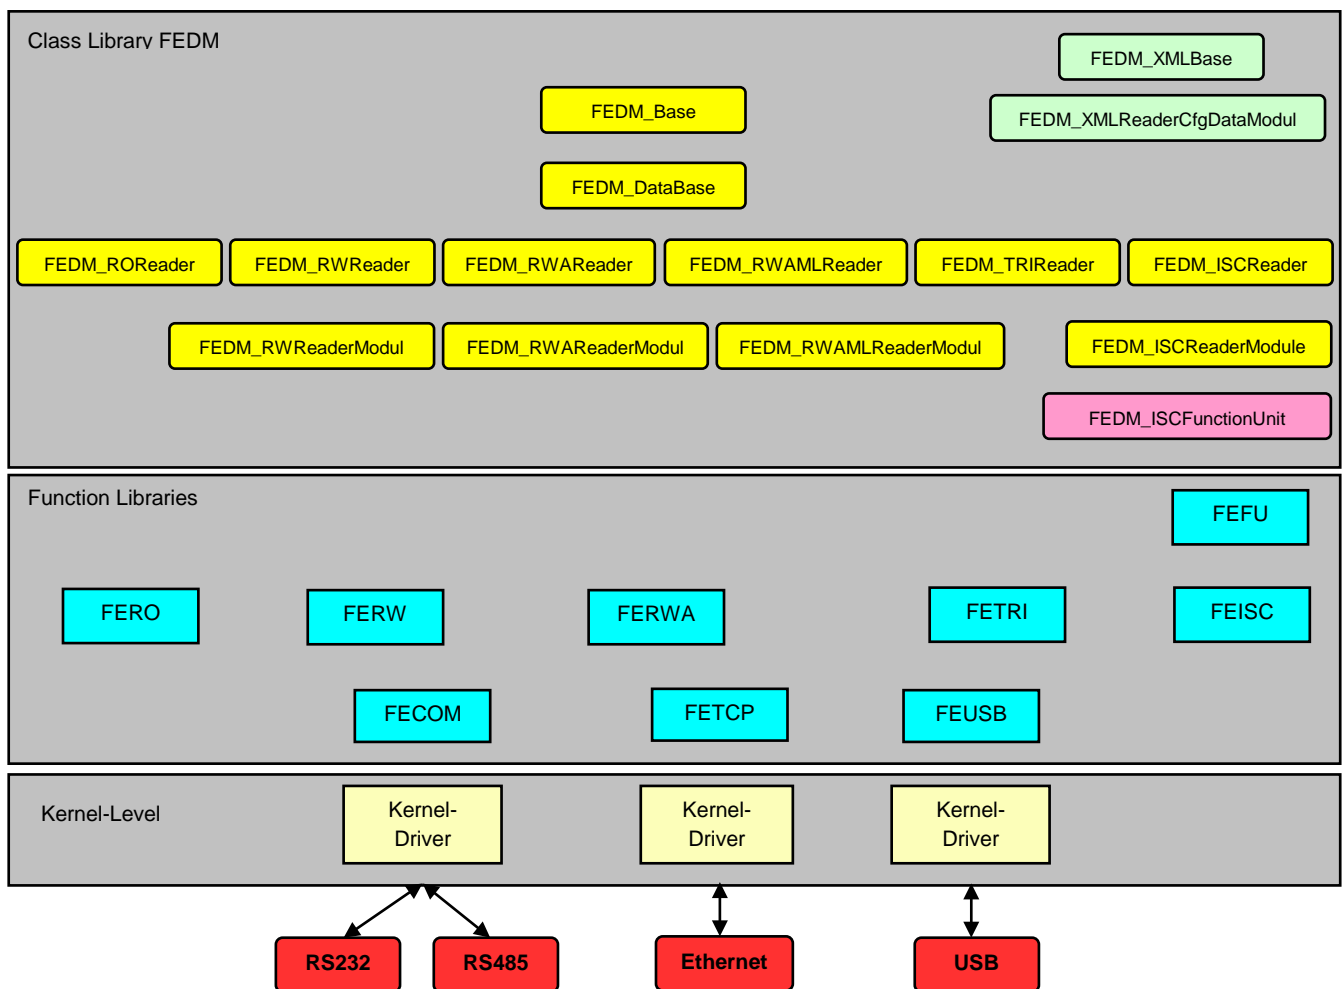 Class Library FEDM
FEDM_XMLBase
FEDM_XMLReaderCfgDataModul
FEDM_Base
FEDM_DataBase
FEDM_ROReader
FEDM_RWReader
FEDM_RWAReader
FEDM_RWAMLReader
FEDM_TRIReader
FEDM_ISCReader
FEDM_RWReaderModul
FEDM_RWAReaderModul
FEDM_RWAMLReaderModul
FEDM_ISCReaderModule
FEDM_ISCFunctionUnit
Function Libraries
FEFU
FERO
FERW
FERWA
FETRI
FEISC
FECOM
FETCP
FEUSB
Kernel-Level
Kernel-
Driver
Kernel-
Driver
Kernel-
Driver
RS232
RS485
Ethernet
USB